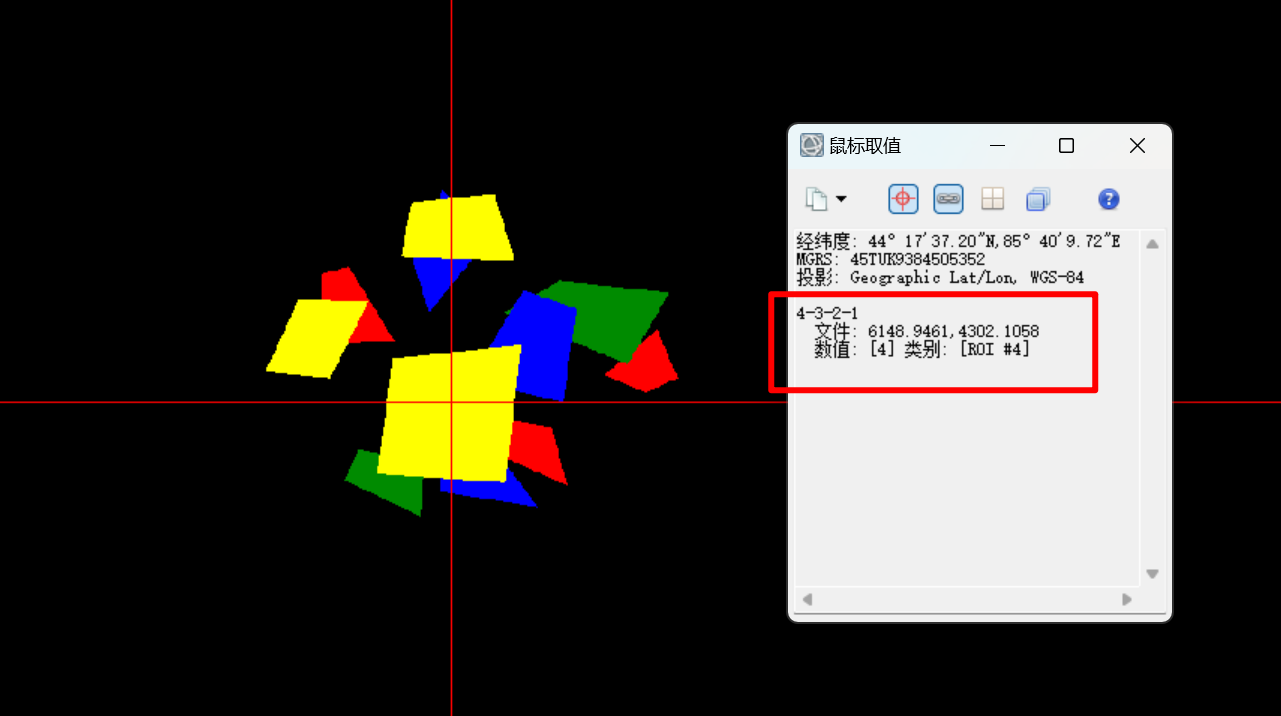 鼠标取值
经纬度: 44° 17'37.20"N,85° 40'9.72"E
MGRS: 45TUK9384505352
投影: Geographic Lat/Lon, WGS-84
4-3-2-1
文件: 6148.9461,4302.1058
数值: [4] 类别: [ROI #4]